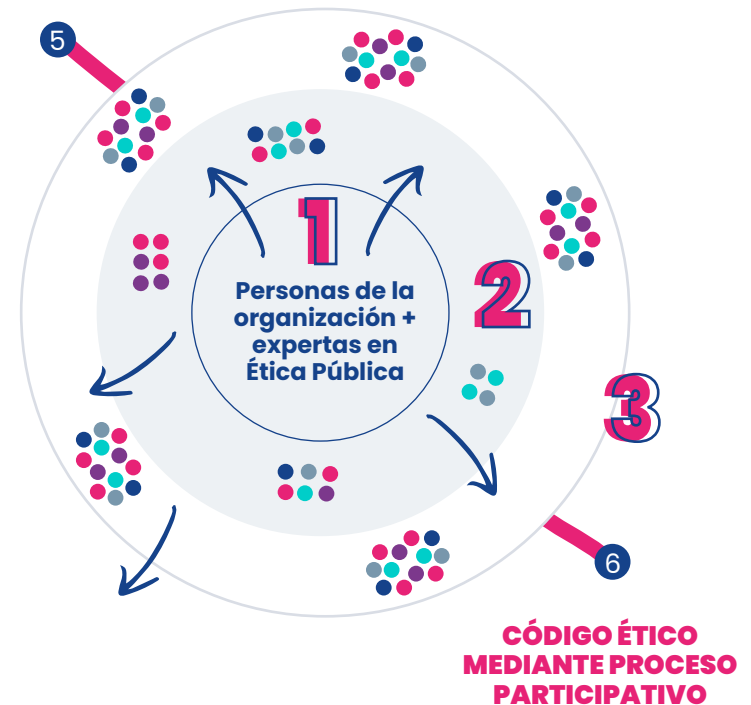 5
1
Personas de la
organización +
expertas en
Ética Pública
2
3
6
CÓDIGO ÉTICO
MEDIANTE PROCESO
PARTICIPATIVO